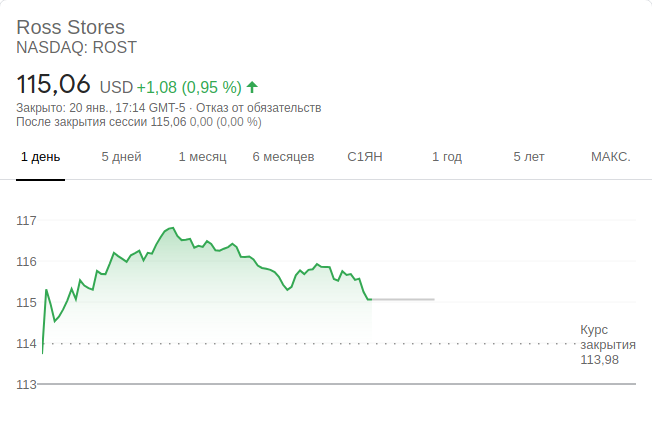 Ross Stores
NASDAQ: ROST
115,06 USD +1,08 (0,95 %)
Закрыто: 20 янв., 17:14 GMT-5 · Отказ от обязательств
После закрытия сессии 115,06 0,00 (0,00 %)
1 день 5 дней 1 месяц 6 месяцев С1ЯН 1 год 5 лет МАКС.
117
116
115
114
113
Курс
закрытия
113,98